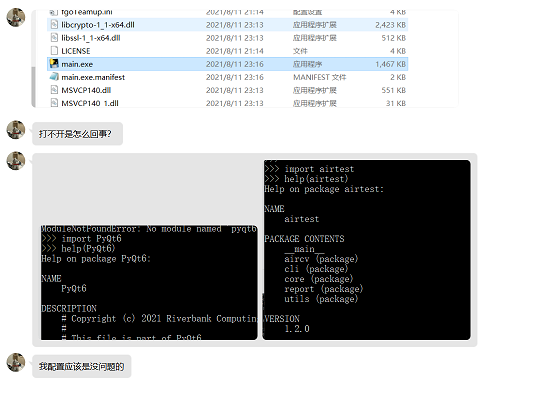 fgoTeamup.ini 2021/8/11 21:14 配置设置 4 KB
libcrypto-1_1-x64.dll 2021/8/11 23:13 应用程序扩展 2,423 KB
libssl-1_1-x64.dll 2021/8/11 23:13 应用程序扩展 512 KB
LICENSE 2021/8/11 21:14 文件 4 KB
main.exe 2021/8/11 23:16 应用程序 1,467 KB
main.exe.manifest 2021/8/11 23:16 MANIFEST 文件 2 KB
MSVCP140.dll 2021/8/11 23:13 应用程序扩展 551 KB
MSVCP140_1.dll 2021/8/11 23:13 应用程序扩展 31 KB
打不开是怎么回事?
ModuleNotFoundError: No module named pyqt6
>>> import PyQt6
>>> help(PyQt6)
Help on package PyQt6:
NAME
PyQt6
DESCRIPTION
# Copyright (c) 2021 Riverbank Computin
#
# This file is part of PyQt6
>>>
>>> import airtest
>>> help(airtest)
Help on package airtest:
NAME
airtest
PACKAGE CONTENTS
__main__
aircv (package)
cli (package)
core (package)
report (package)
utils (package)
VERSION
1.2.0
我配置应该是没问题的